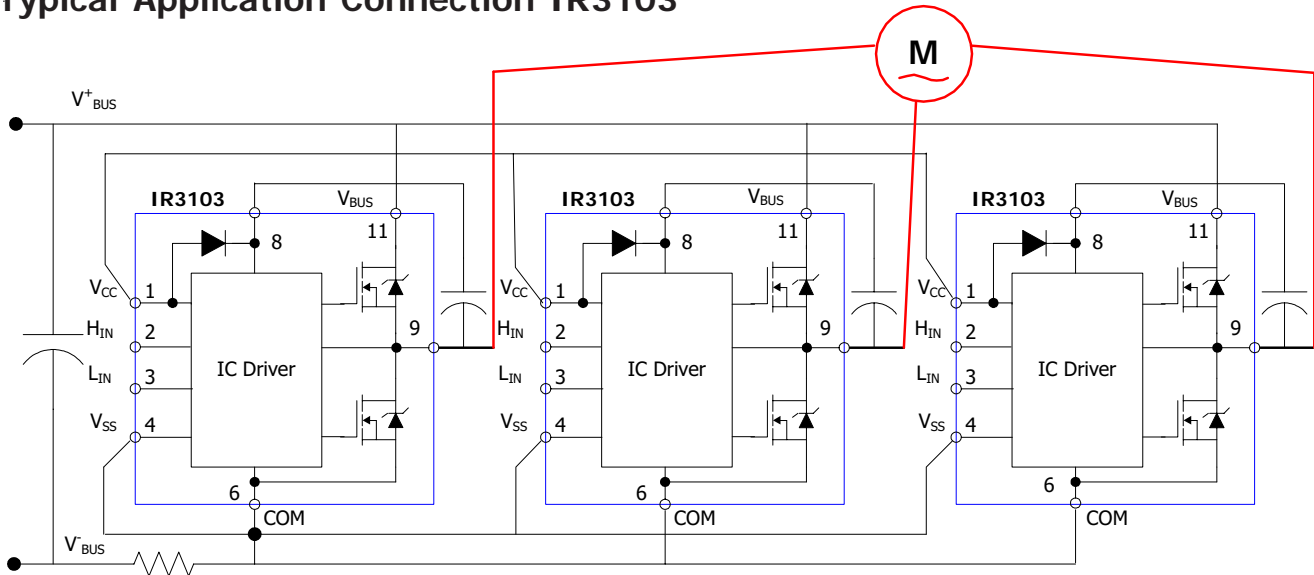 Typical Application Connection IR3103
M
V+BUS
IR3103 VBUS IR3103 VBUS IR3103 VBUS
8 11 8 11 8 11
VCC 1 VCC 1 VCC 1
HIN 2 9 HIN 2 9 HIN 2 9
IC Driver IC Driver IC Driver
LIN 3 LIN 3 LIN 3
VSS 4 VSS 4 VSS 4
6 6 6
COM COM COM
V-BUS